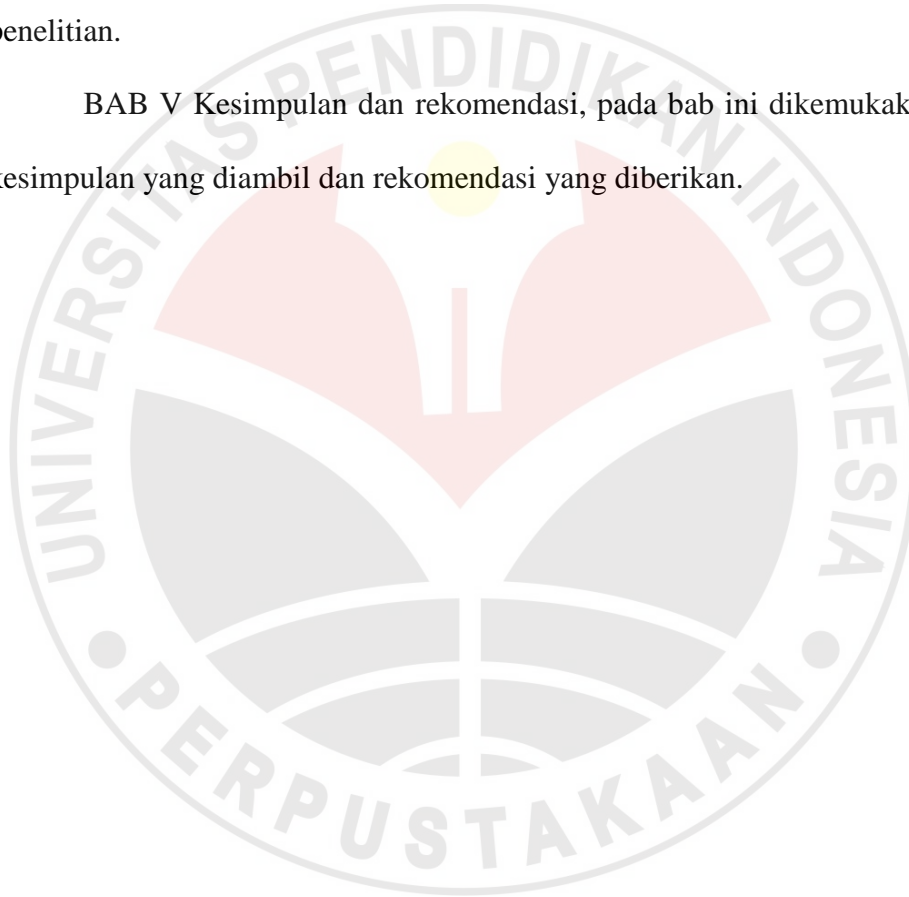 penelitian.
BAB V Kesimpulan dan rekomendasi, pada bab ini dikemukak
kesimpulan yang diambil dan rekomendasi yang diberikan.
UNIVERSITAS PENDIDIKAN INDONESIA
PERPUSTAKAAN